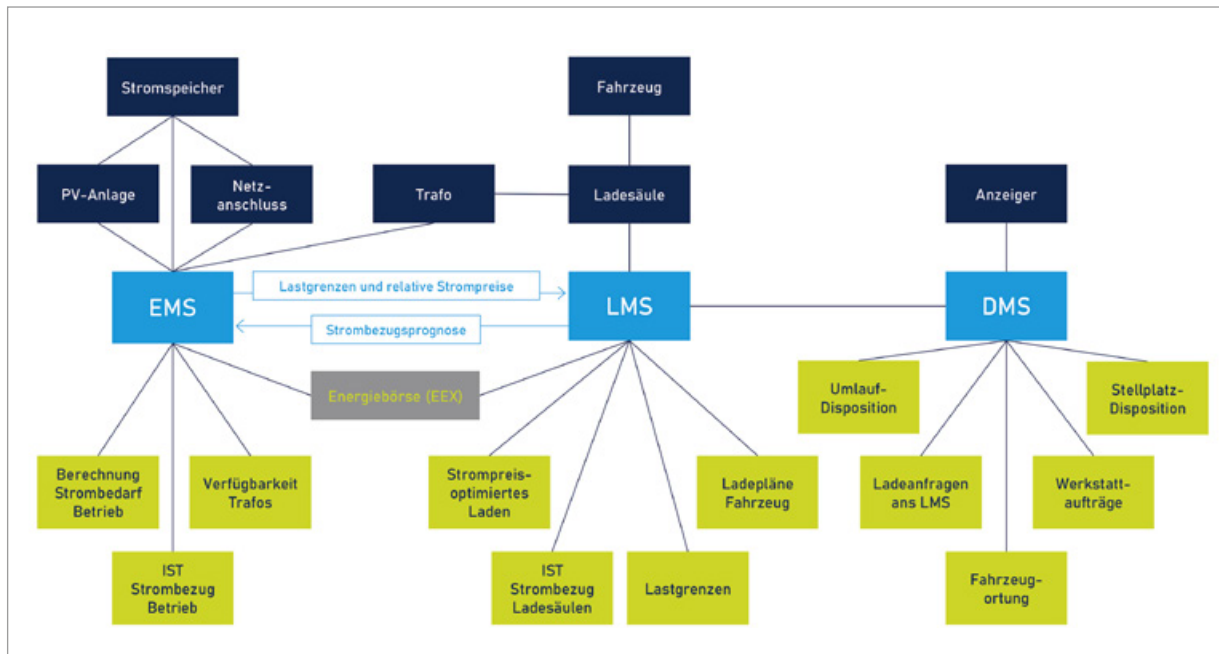 Stromspeicher
Fahrzeug
PV-Anlage
Netz-
anschluss
Trafo
Ladesäule
Anzeiger
EMS
Lastgrenzen und relative Strompreise
Strombezugsprognose
LMS
DMS
Energiebörse (EEX)
Umlauf-
Disposition
Stellplatz-
Disposition
Berechnung
Strombedarf
Betrieb
Verfügbarkeit
Trafos
Strompreis-
optimiertes
Laden
Ladepläne
Fahrzeug
Ladeanfragen
ans LMS
Werkstatt-
aufträge
IST
Strombezug
Betrieb
IST
Strombezug
Ladesäulen
Lastgrenzen
Fahrzeug-
ortung